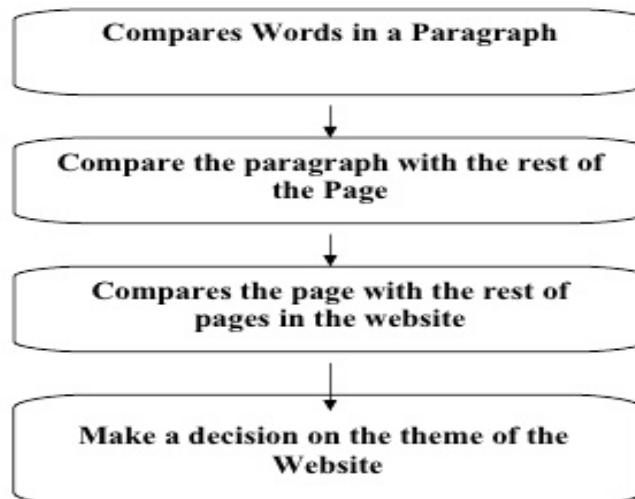 Compares Words in a Paragraph
Compare the paragraph with the rest of
the Page
Compares the page with the rest of
pages in the website
Make a decision on the theme of the
Website